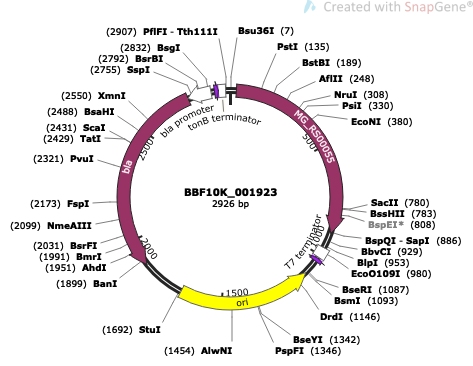 Created with SnapGene®
(2907) PflFI - Tth111I
Bsu36I (7)
(2832) BsgI
(2792) BsrBI
(2755) SspI
PstI (135)
BstBI (189)
AflII (248)
NruI (308)
PsiI (330)
EcoNI (380)
(2550) XmnI
(2488) BsaHI
(2431) ScaI
(2429) TatI
(2321) PvuI
(2173) FspI
(2099) NmeAIII
(2031) BsrFI
(1991) BmrI
(1951) AhdI
(1899) BanI
bla promoter
tonB terminator
MG_RS00055
bla
500
1000
1500
2000
2500
BBF10K_001923
2926 bp
SacII (780)
BssHII (783)
BspEI* (808)
BspQI - SapI (886)
BbvCI (929)
BlpI (953)
EcoO109I (980)
T7 terminator
BseRI (1087)
BsmI (1093)
DrdI (1146)
ori
(1692) StuI
(1454) AlwNI
BseYI (1342)
PspFI (1346)